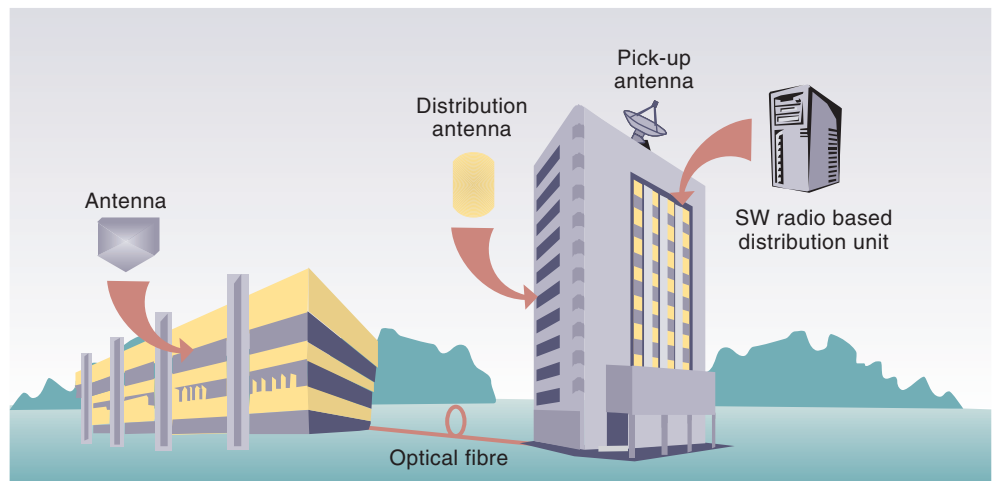 Pick-up
antenna
Distribution
antenna
Antenna
SW radio based
distribution unit
Optical fibre